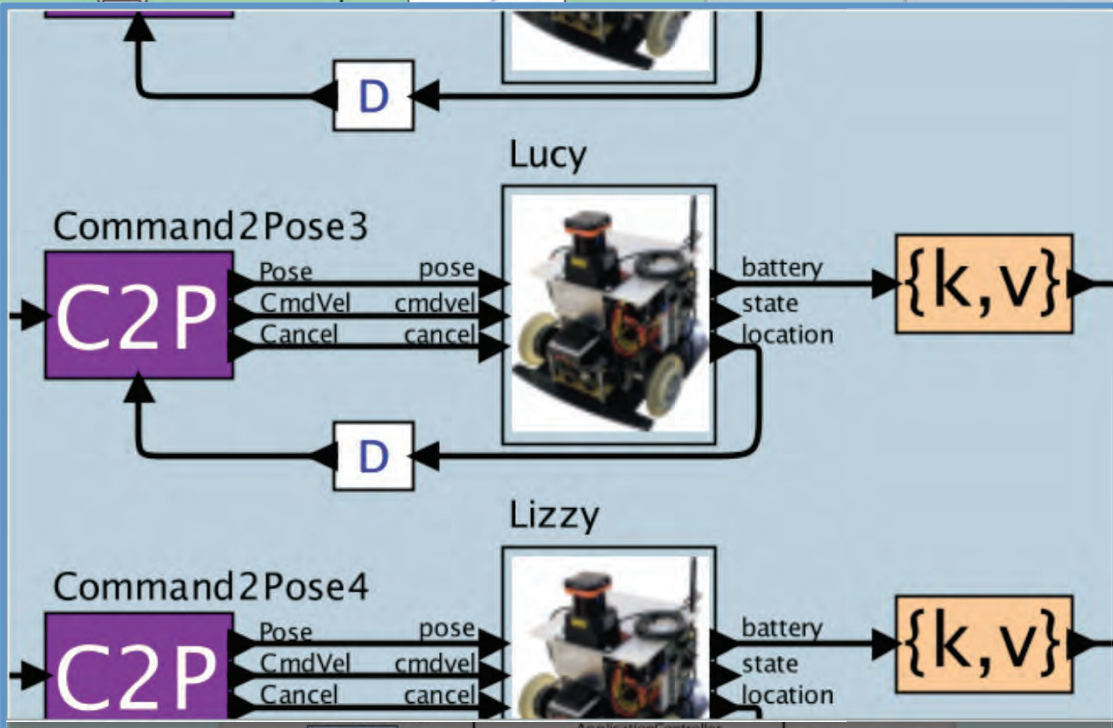 D
Lucy
Command2Pose3
C2P
Pose
CmdVel
Cancel
pose
cmdvel
cancel
battery
state
location
{k,v}
D
Lizzy
Command2Pose4
C2P
Pose
CmdVel
Cancel
pose
cmdvel
cancel
battery
state
location
{k,v}
ApplicationController